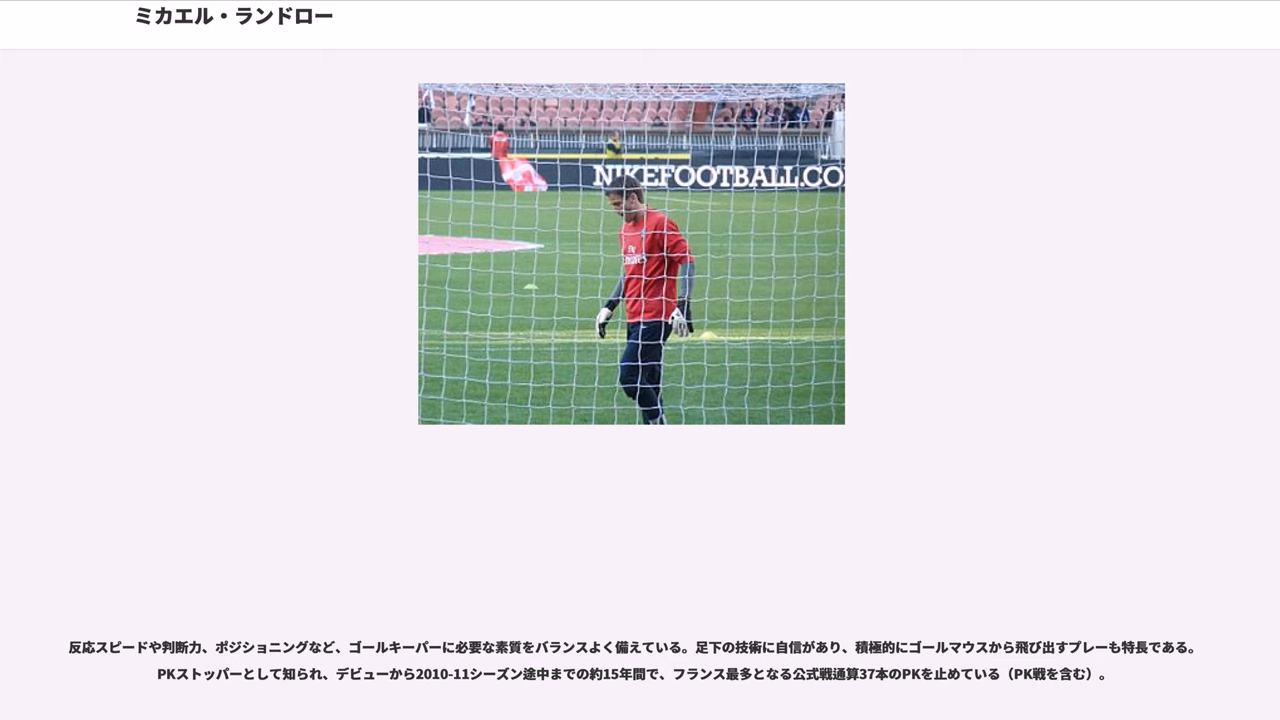 ミカエル・ランドロー
NIKEFOOTBALL.CO
Fly
反応スピードや判断力、ポジショニングなど、ゴールキーパーに必要な素質をバランスよく備えている。足下の技術に自信があり、積極的にゴールマウスから飛び出すプレーも特長である。
PKストッパーとして知られ、デビューから2010-11シーズン途中までの約15年間で、フランス最多となる公式戦通算37本のPKを止めている（PK戦を含む）。